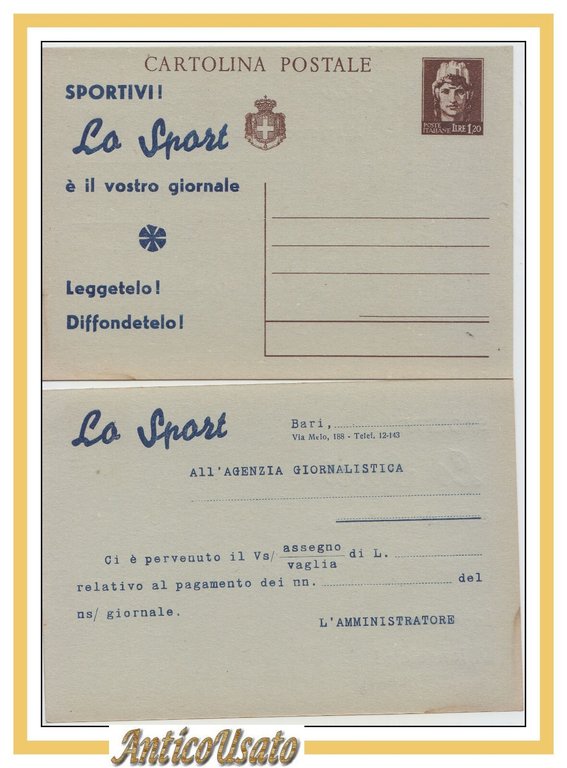 CARTOLINA POSTALE
SPORTIVI!
Lo Sport
è il vostro giornale
Leggetelo!
Diffondetelo!
POSTE
ITALIANE
LIRE 1,20
Lo Sport
Bari,
Via Melo, 188 - Telef. 12-143
All'AGENZIA GIORNALISTICA
Ci è pervenuto il Vs/ assegno
vaglia di L.
relativo al pagamento dei nn. del
ns/ giornale.
L'AMMINISTRATORE
AnticoUsato